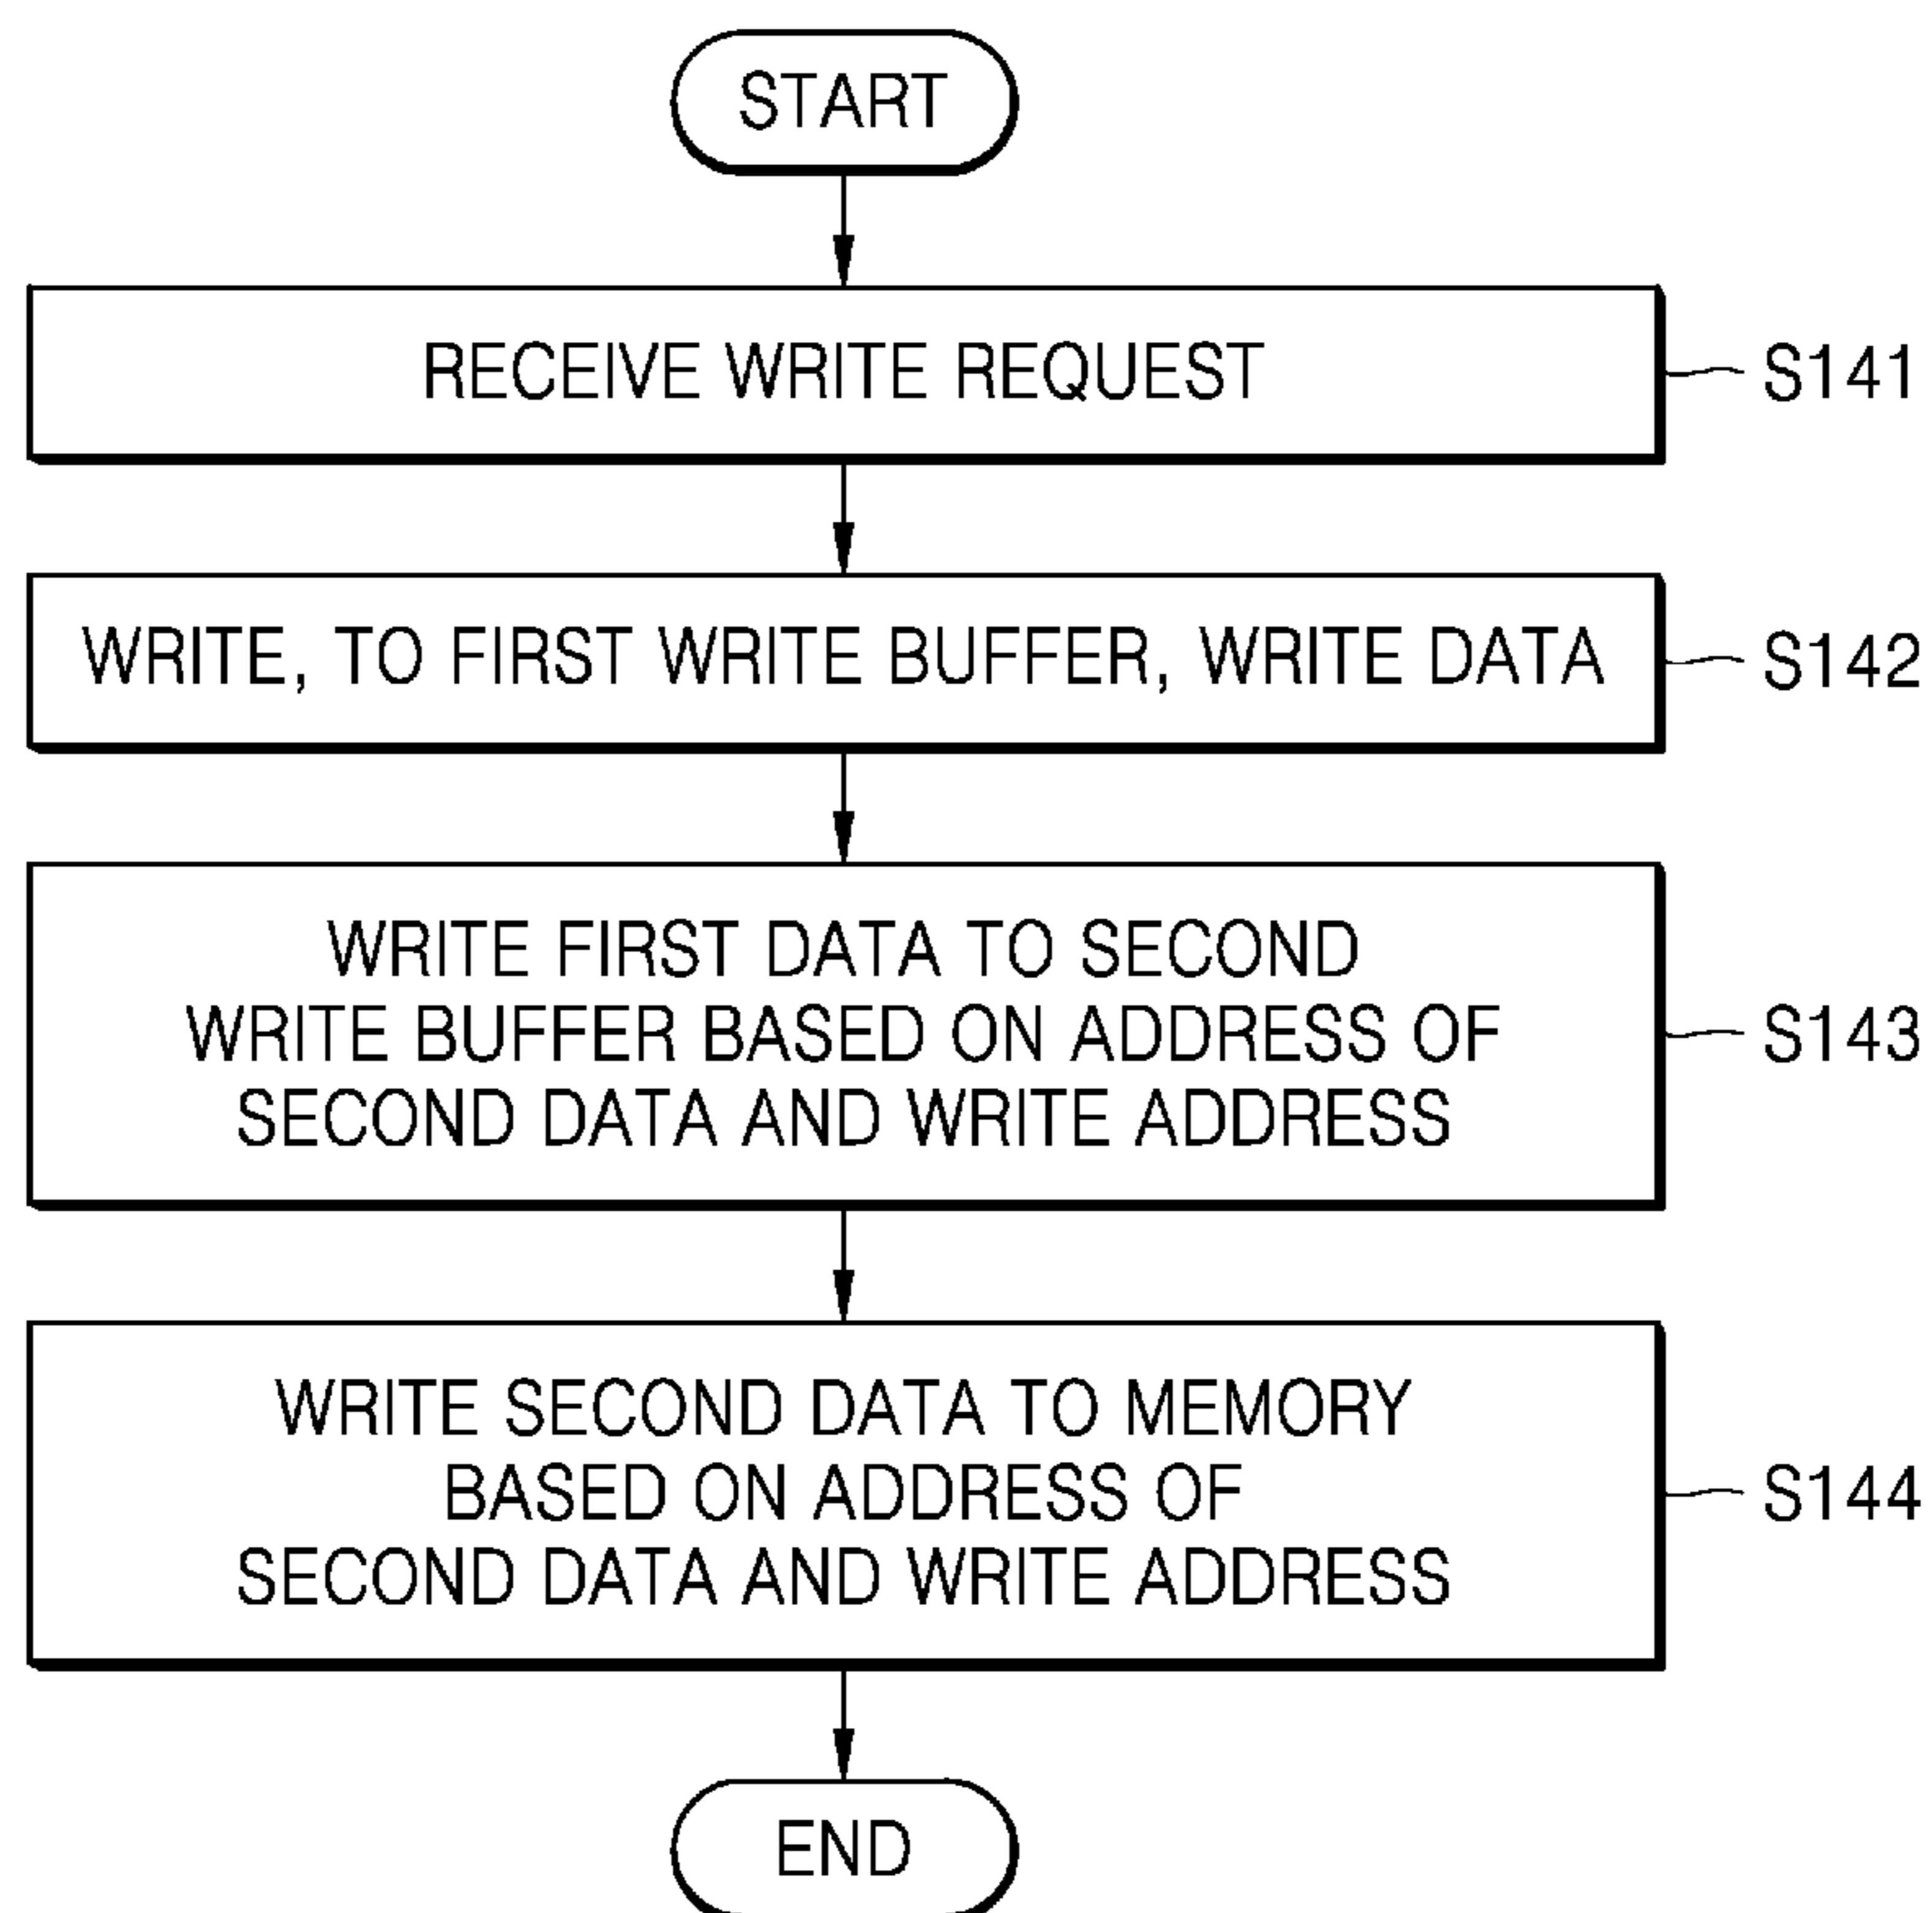 START
RECEIVE WRITE REQUEST
S141
WRITE, TO FIRST WRITE BUFFER, WRITE DATA
S142
WRITE FIRST DATA TO SECOND
WRITE BUFFER BASED ON ADDRESS OF
SECOND DATA AND WRITE ADDRESS
S143
WRITE SECOND DATA TO MEMORY
BASED ON ADDRESS OF
SECOND DATA AND WRITE ADDRESS
S144
END